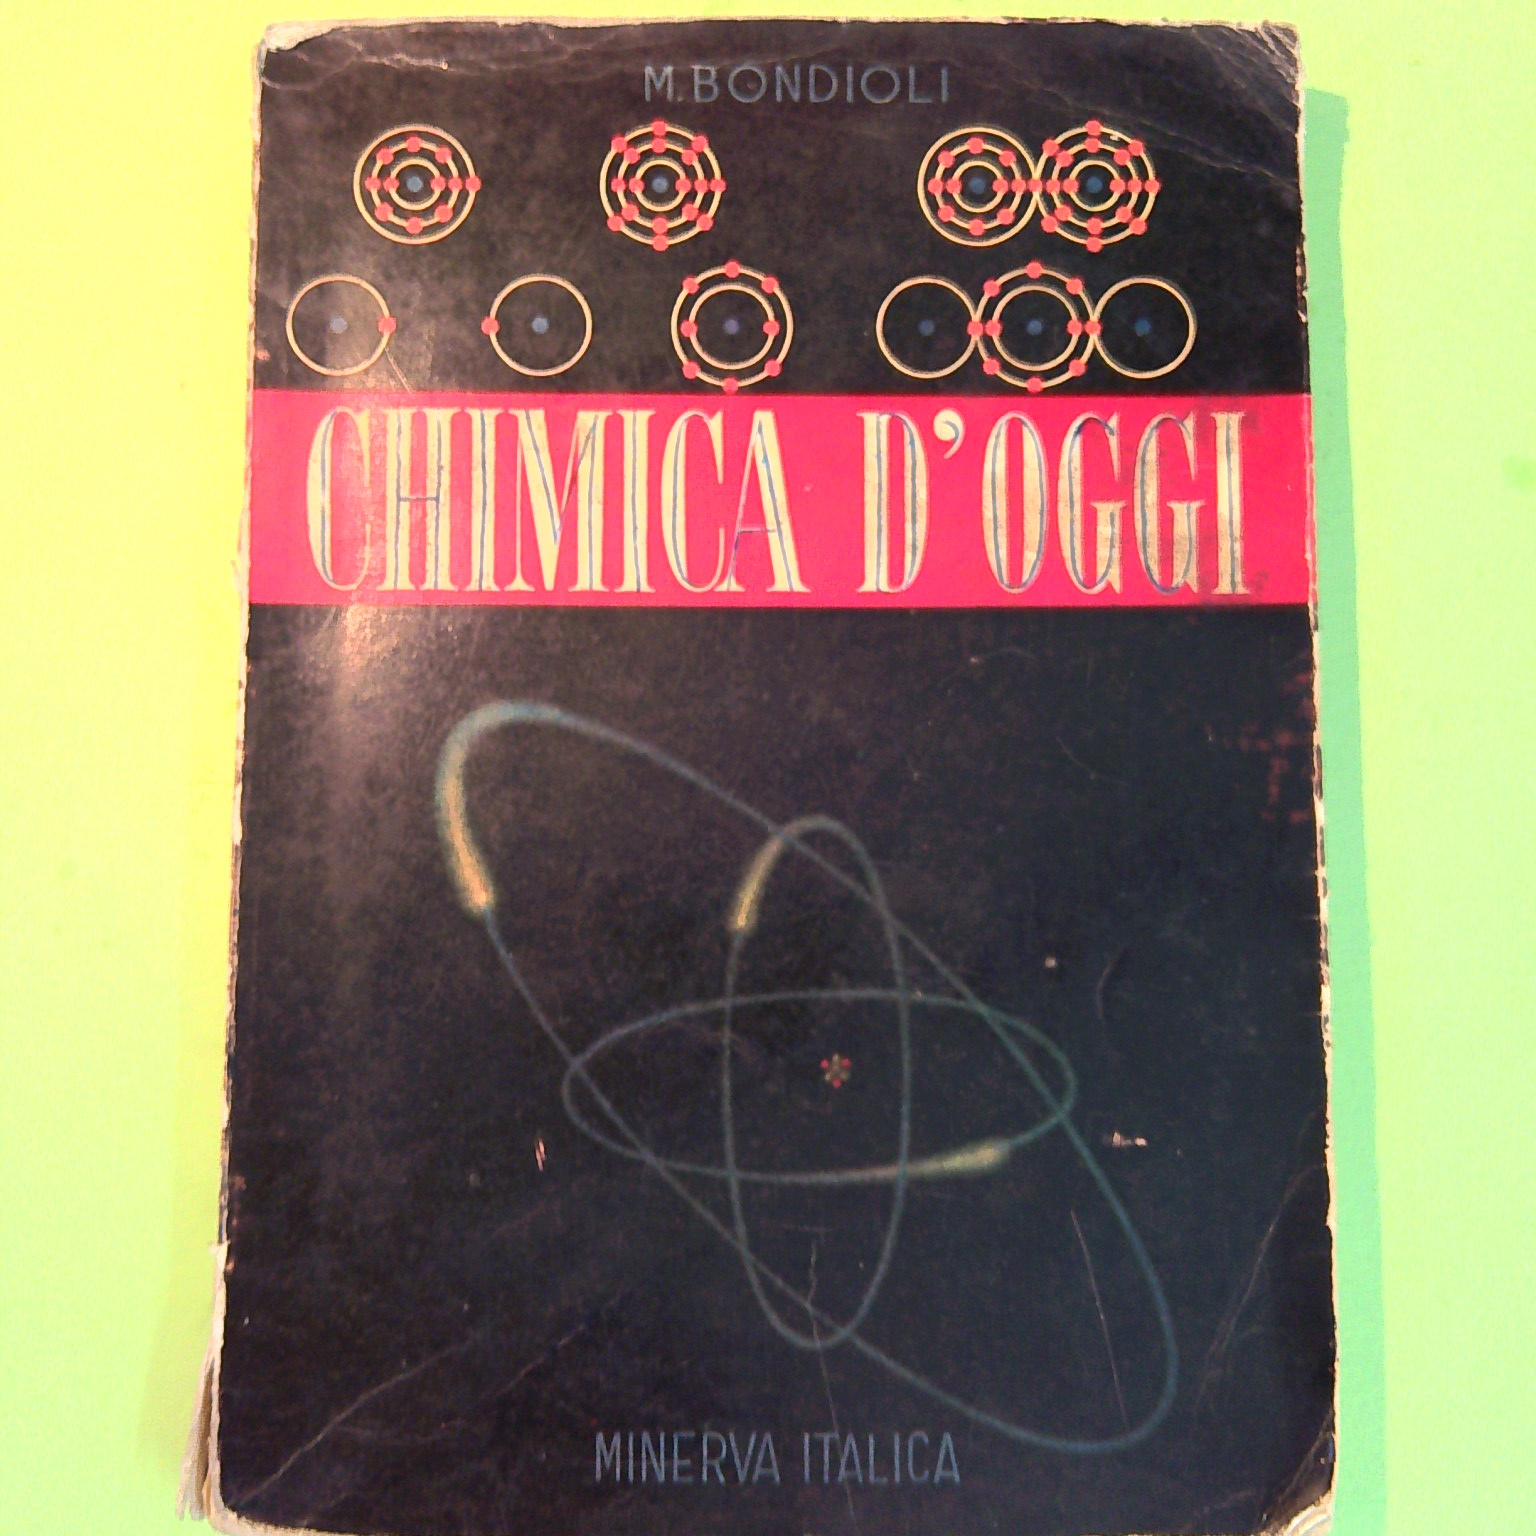 M. BONDIOLI
CHIMICA D'OGGI
MINERVA ITALICA